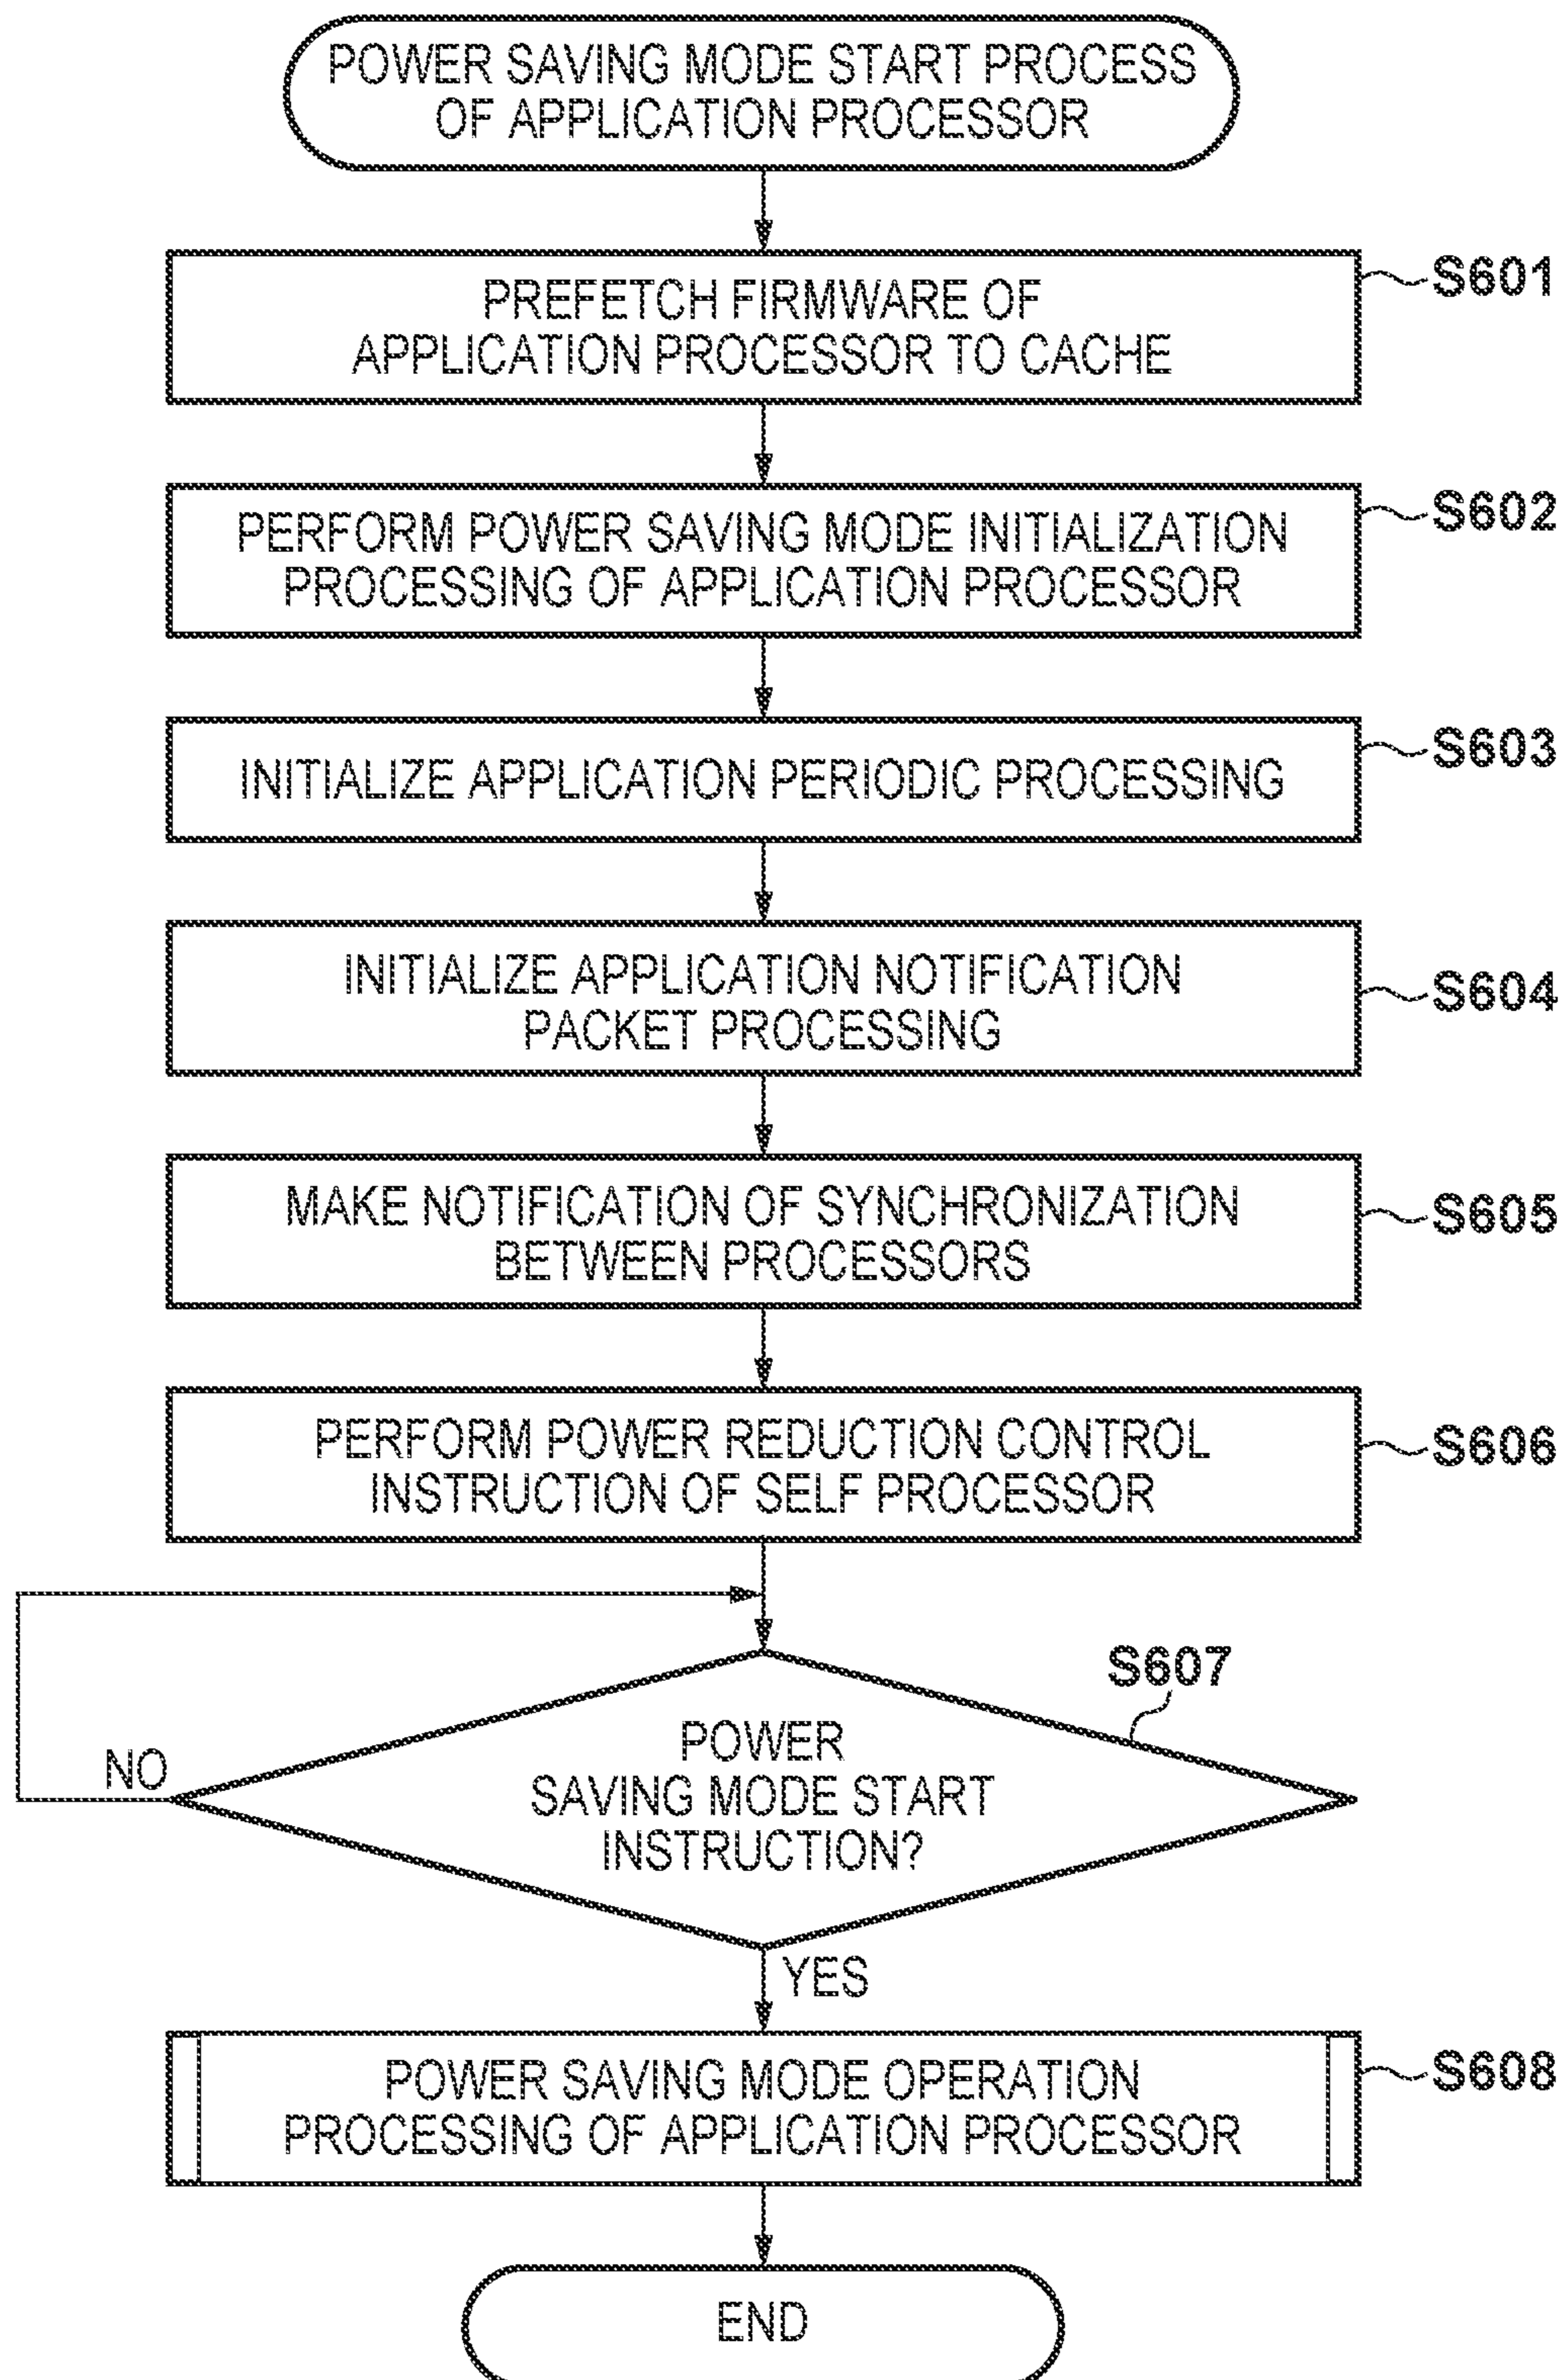 POWER SAVING MODE START PROCESS
OF APPLICATION PROCESSOR
PREFETCH FIRMWARE OF
APPLICATION PROCESSOR TO CACHE
S601
PERFORM POWER SAVING MODE INITIALIZATION
PROCESSING OF APPLICATION PROCESSOR
S602
INITIALIZE APPLICATION PERIODIC PROCESSING
S603
INITIALIZE APPLICATION NOTIFICATION
PACKET PROCESSING
S604
MAKE NOTIFICATION OF SYNCHRONIZATION
BETWEEN PROCESSORS
S605
PERFORM POWER REDUCTION CONTROL
INSTRUCTION OF SELF PROCESSOR
S606
S607
POWER
SAVING MODE START
INSTRUCTION?
NO
YES
POWER SAVING MODE OPERATION
PROCESSING OF APPLICATION PROCESSOR
S608
END